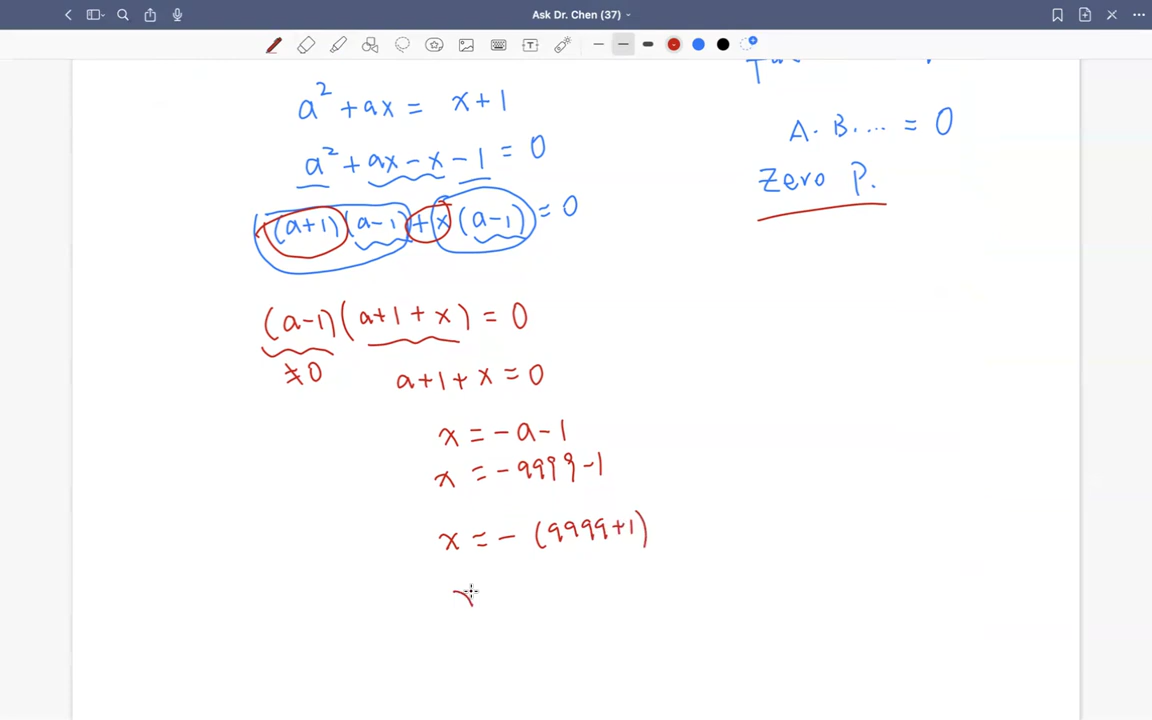 Ask Dr. Chen (37)
a² + ax = x + 1
a² + ax - x - 1 = 0
(a+1)(a-1) + x(a-1) = 0
A. B. ... = 0
Zero P.
(a-1)(a+1+x) = 0
≠0
a+1+x = 0
x = -a-1
x = -9999-1
x = -(9999+1)